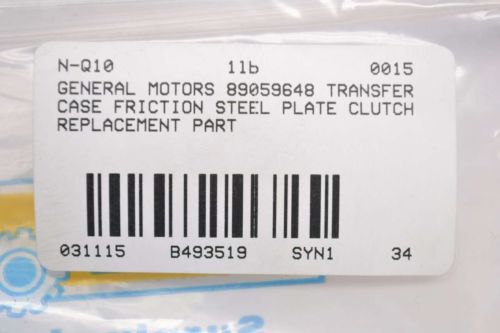 N-Q10 11b 0015
GENERAL MOTORS 89059648 TRANSFER
CASE FRICTION STEEL PLATE CLUTCH
REPLACEMENT PART
031115 B493519 SYN1 34